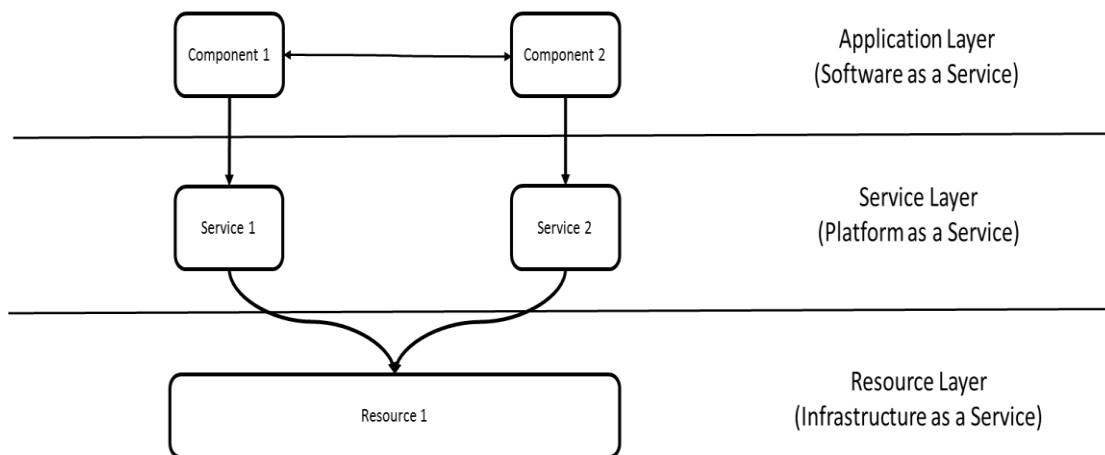 Component 1
Component 2
Application Layer
(Software as a Service)
Service 1
Service 2
Service Layer
(Platform as a Service)
Resource 1
Resource Layer
(Infrastructure as a Service)